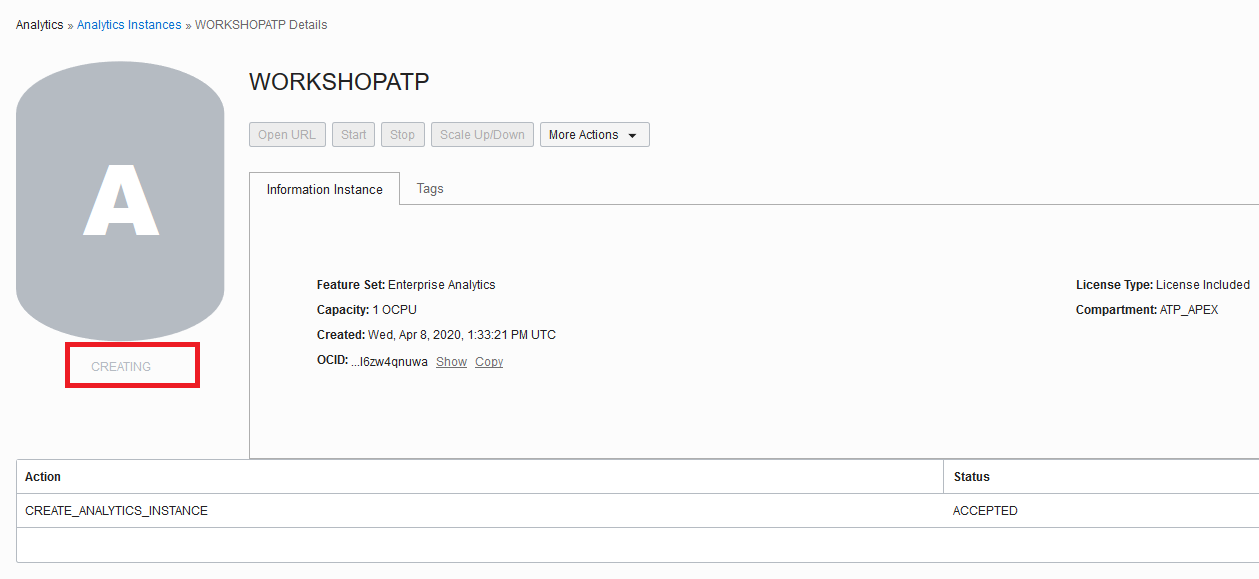 Analytics » Analytics Instances » WORKSHOPATP Details
A
WORKSHOPATP
Open URL Start Stop Scale Up/Down More Actions
Information Instance Tags
Feature Set: Enterprise Analytics License Type: License Included
Capacity: 1 OCPU Compartment: ATP_APEX
Created: Wed, Apr 8, 2020, 1:33:21 PM UTC
OCID: ...l6zw4qnuwa Show Copy
CREATING
Action Status
CREATE_ANALYTICS_INSTANCE ACCEPTED